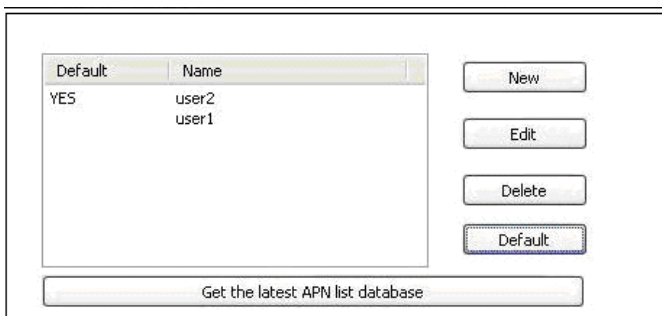 Default Name
YES user2
user1
New
Edit
Delete
Default
Get the latest APN list database